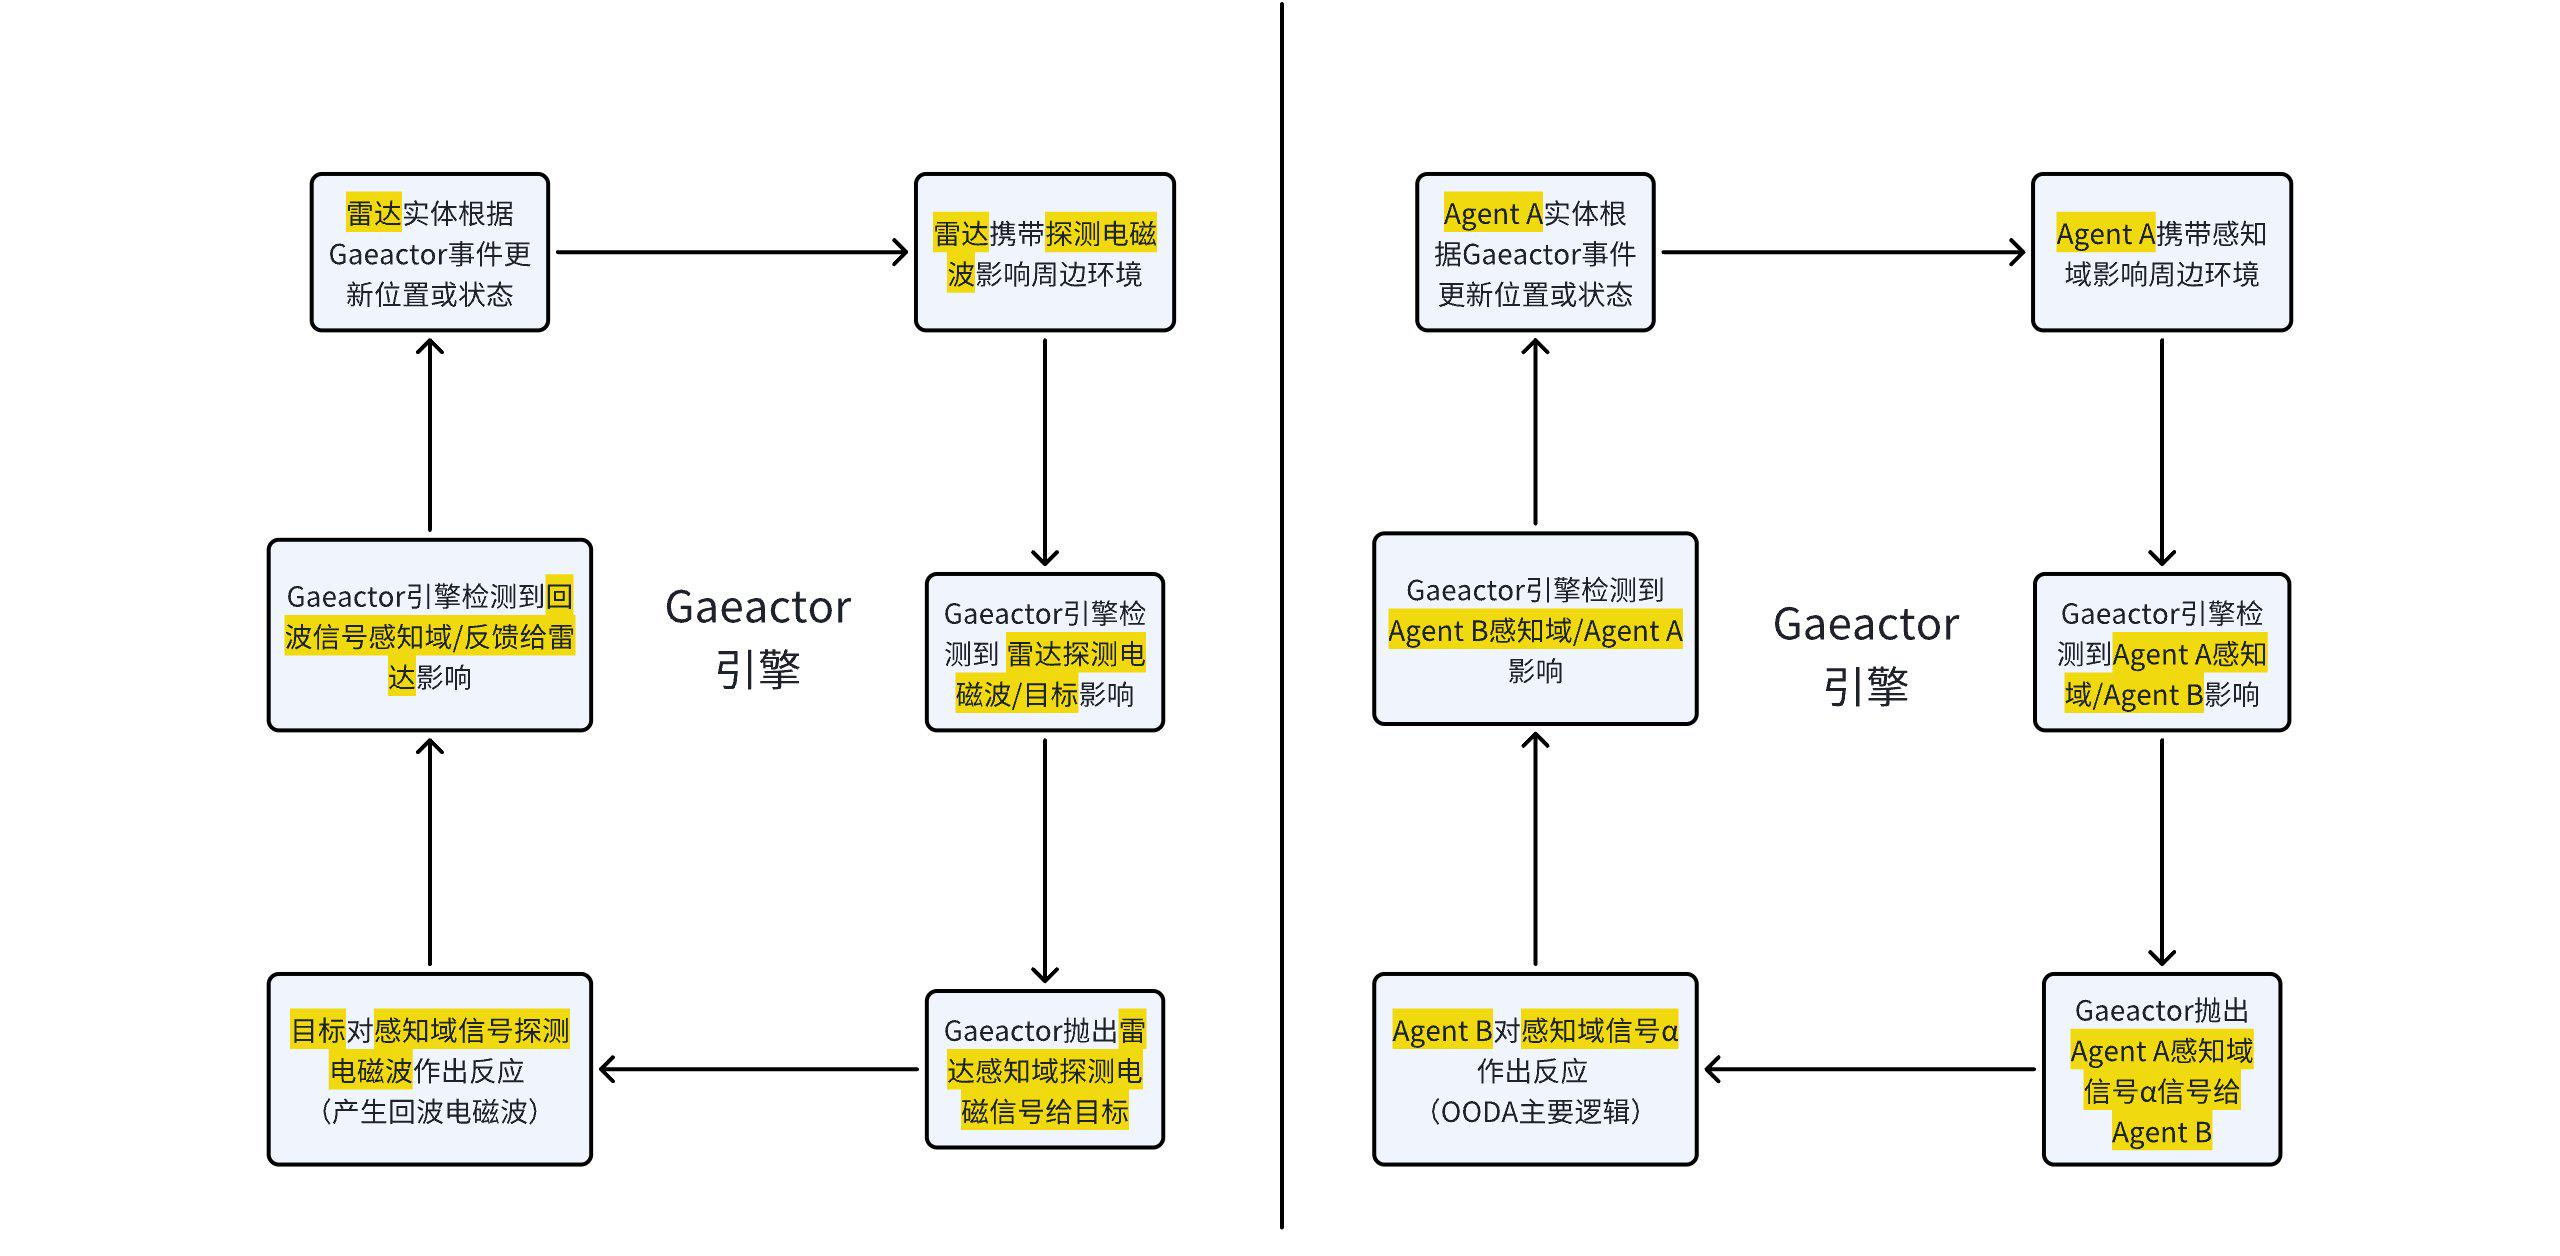 雷达实体根据
Gaeactor事件更
新位置或状态
雷达携带探测电磁
波影响周边环境
Gaeactor引擎检
测到 雷达探测电
磁波/目标影响
Gaeactor抛出雷
达感知域探测电
磁信号给目标
目标对感知域信号探测
电磁波作出反应
（产生回波电磁波）
Gaeactor引擎检测到回
波信号感知域/反馈给雷
达影响
Gaeactor
引擎
Agent A实体根
据Gaeactor事件
更新位置或状态
Agent A携带感知
域影响周边环境
Gaeactor引擎检
测到Agent A感知
域/Agent B影响
Gaeactor抛出
Agent A感知域
信号α信号给
Agent B
Agent B对感知域信号α
作出反应
（OODA主要逻辑）
Gaeactor引擎检测到
Agent B感知域/Agent A
影响
Gaeactor
引擎